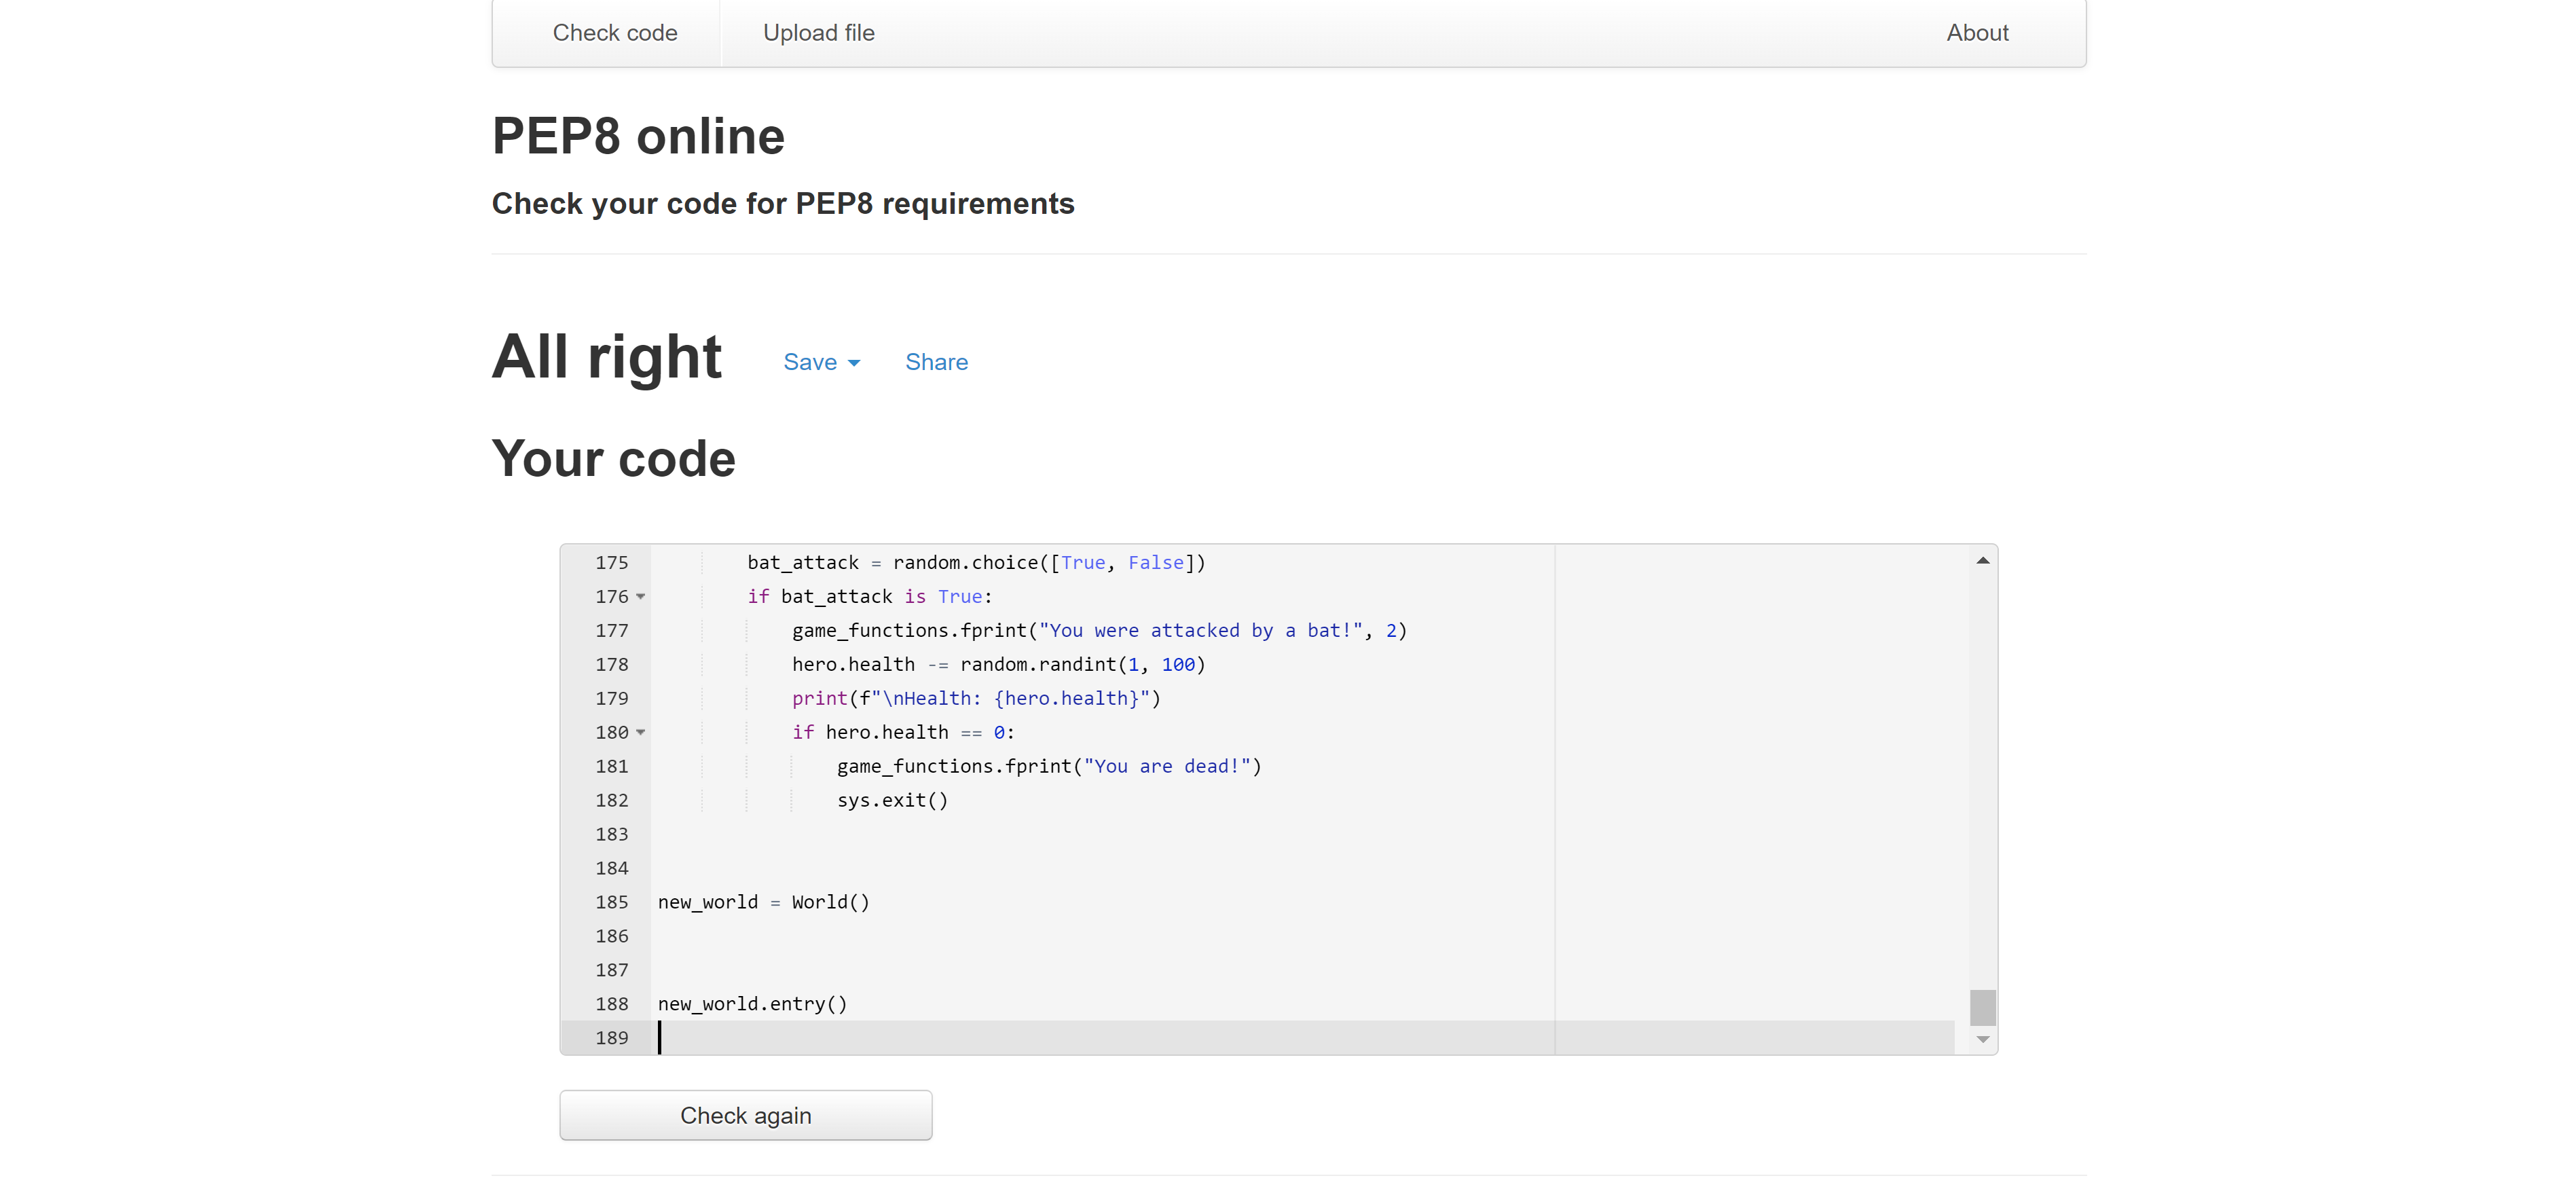 Check code Upload file About
PEP8 online
Check your code for PEP8 requirements
All right Save Share
Your code
175 bat_attack = random.choice([True, False])
176 if bat_attack is True:
177 game_functions.fprint("You were attacked by a bat!", 2)
178 hero.health -= random.randint(1, 100)
179 print(f"\nHealth: {hero.health}")
180 if hero.health == 0:
181 game_functions.fprint("You are dead!")
182 sys.exit()
183
184
185 new_world = World()
186
187
188 new_world.entry()
189
Check again